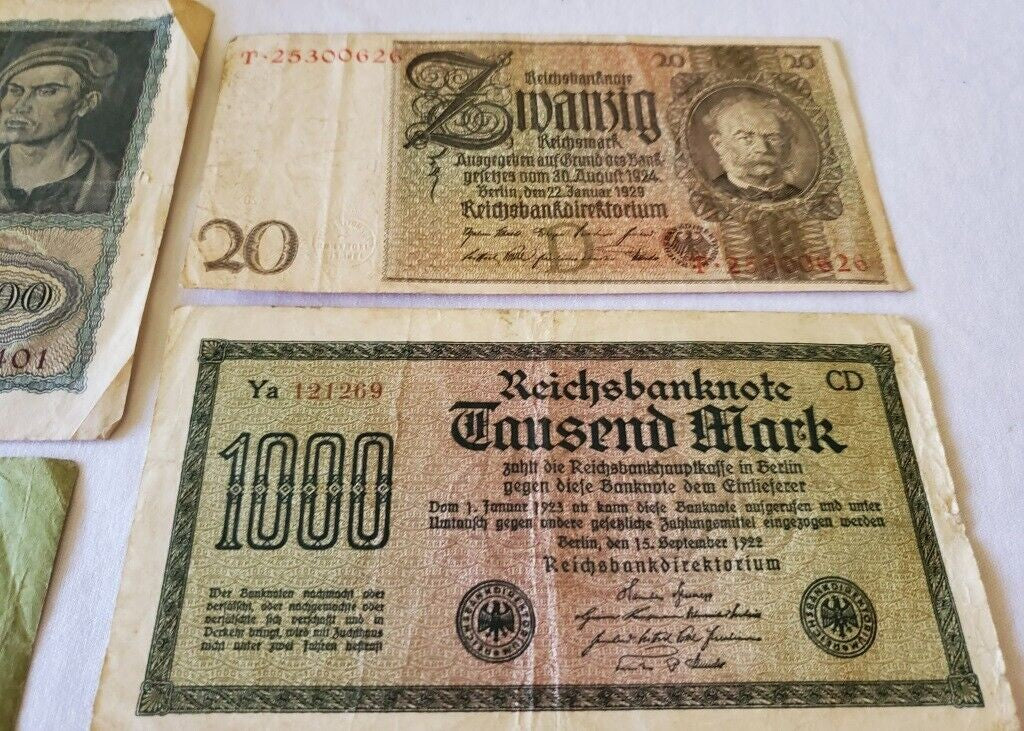 T·25300626
20
20
Reichsbanknote
Zwanzig
Reichsmark
Ausgegeben auf Grund des Bank-
gesetzes vom 30. August 1924.
Berlin, den 22. Januar 1929
Reichsbankdirektorium
20
D
T·25300626
401
Ya 121269
CD
Reichsbanknote
Tausend Mark
1000
zahlt die Reichsbankhauptkasse in Berlin
gegen diese Banknote dem Einlieferer
Vom 1. Januar 1923 ab kann diese Banknote aufgerufen und unter
Umtausch gegen andere gesetzliche Zahlungsmittel eingezogen werden
Berlin, den 15. September 1922
Reichsbankdirektorium
Wer Banknoten nachmacht oder
verfälscht, oder nachgemachte oder
verfälschte sich verschafft und in
Verkehr bringt, wird mit Zuchthaus
nicht unter zwei Jahren bestraft
REICHSBANKDIREKTORIUM
REICHSBANKDIREKTORIUM